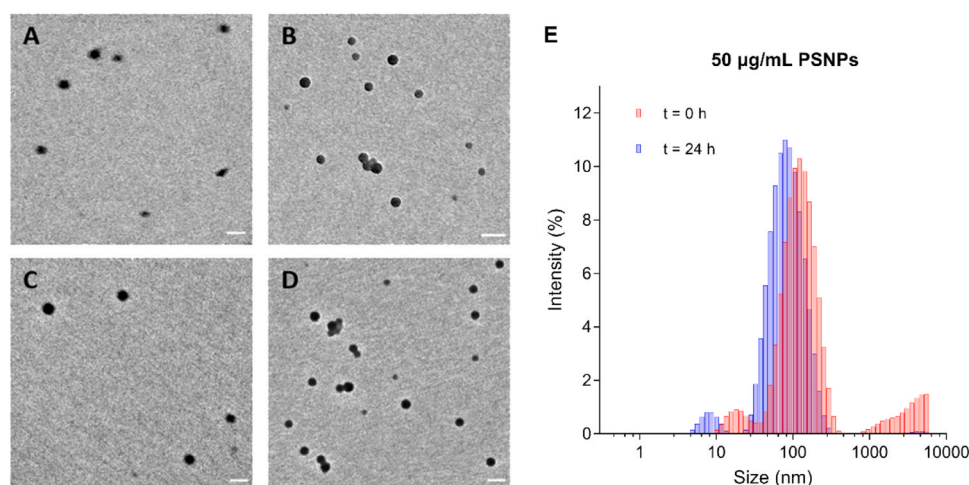 A
B
C
D
E
50 µg/mL PSNPs
t = 0 h
t = 24 h
Intensity (%)
12
10
8
6
4
2
0
1
10
100
1000
10000
Size (nm)